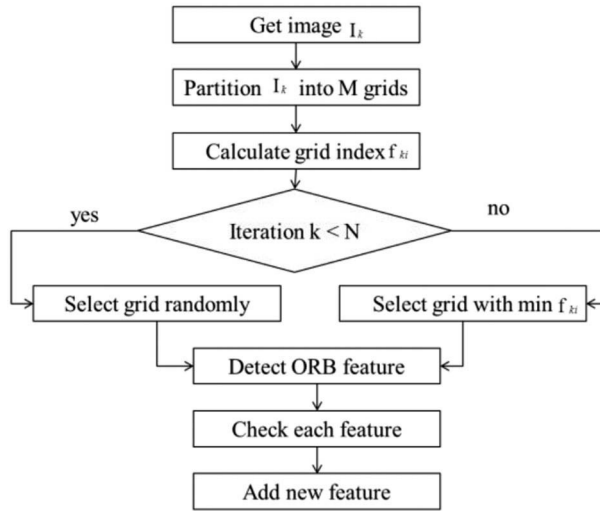 Get image I_k
Partition I_k into M grids
Calculate grid index f_ki
yes
Iteration k < N
no
Select grid randomly
Select grid with min f_ki
Detect ORB feature
Check each feature
Add new feature